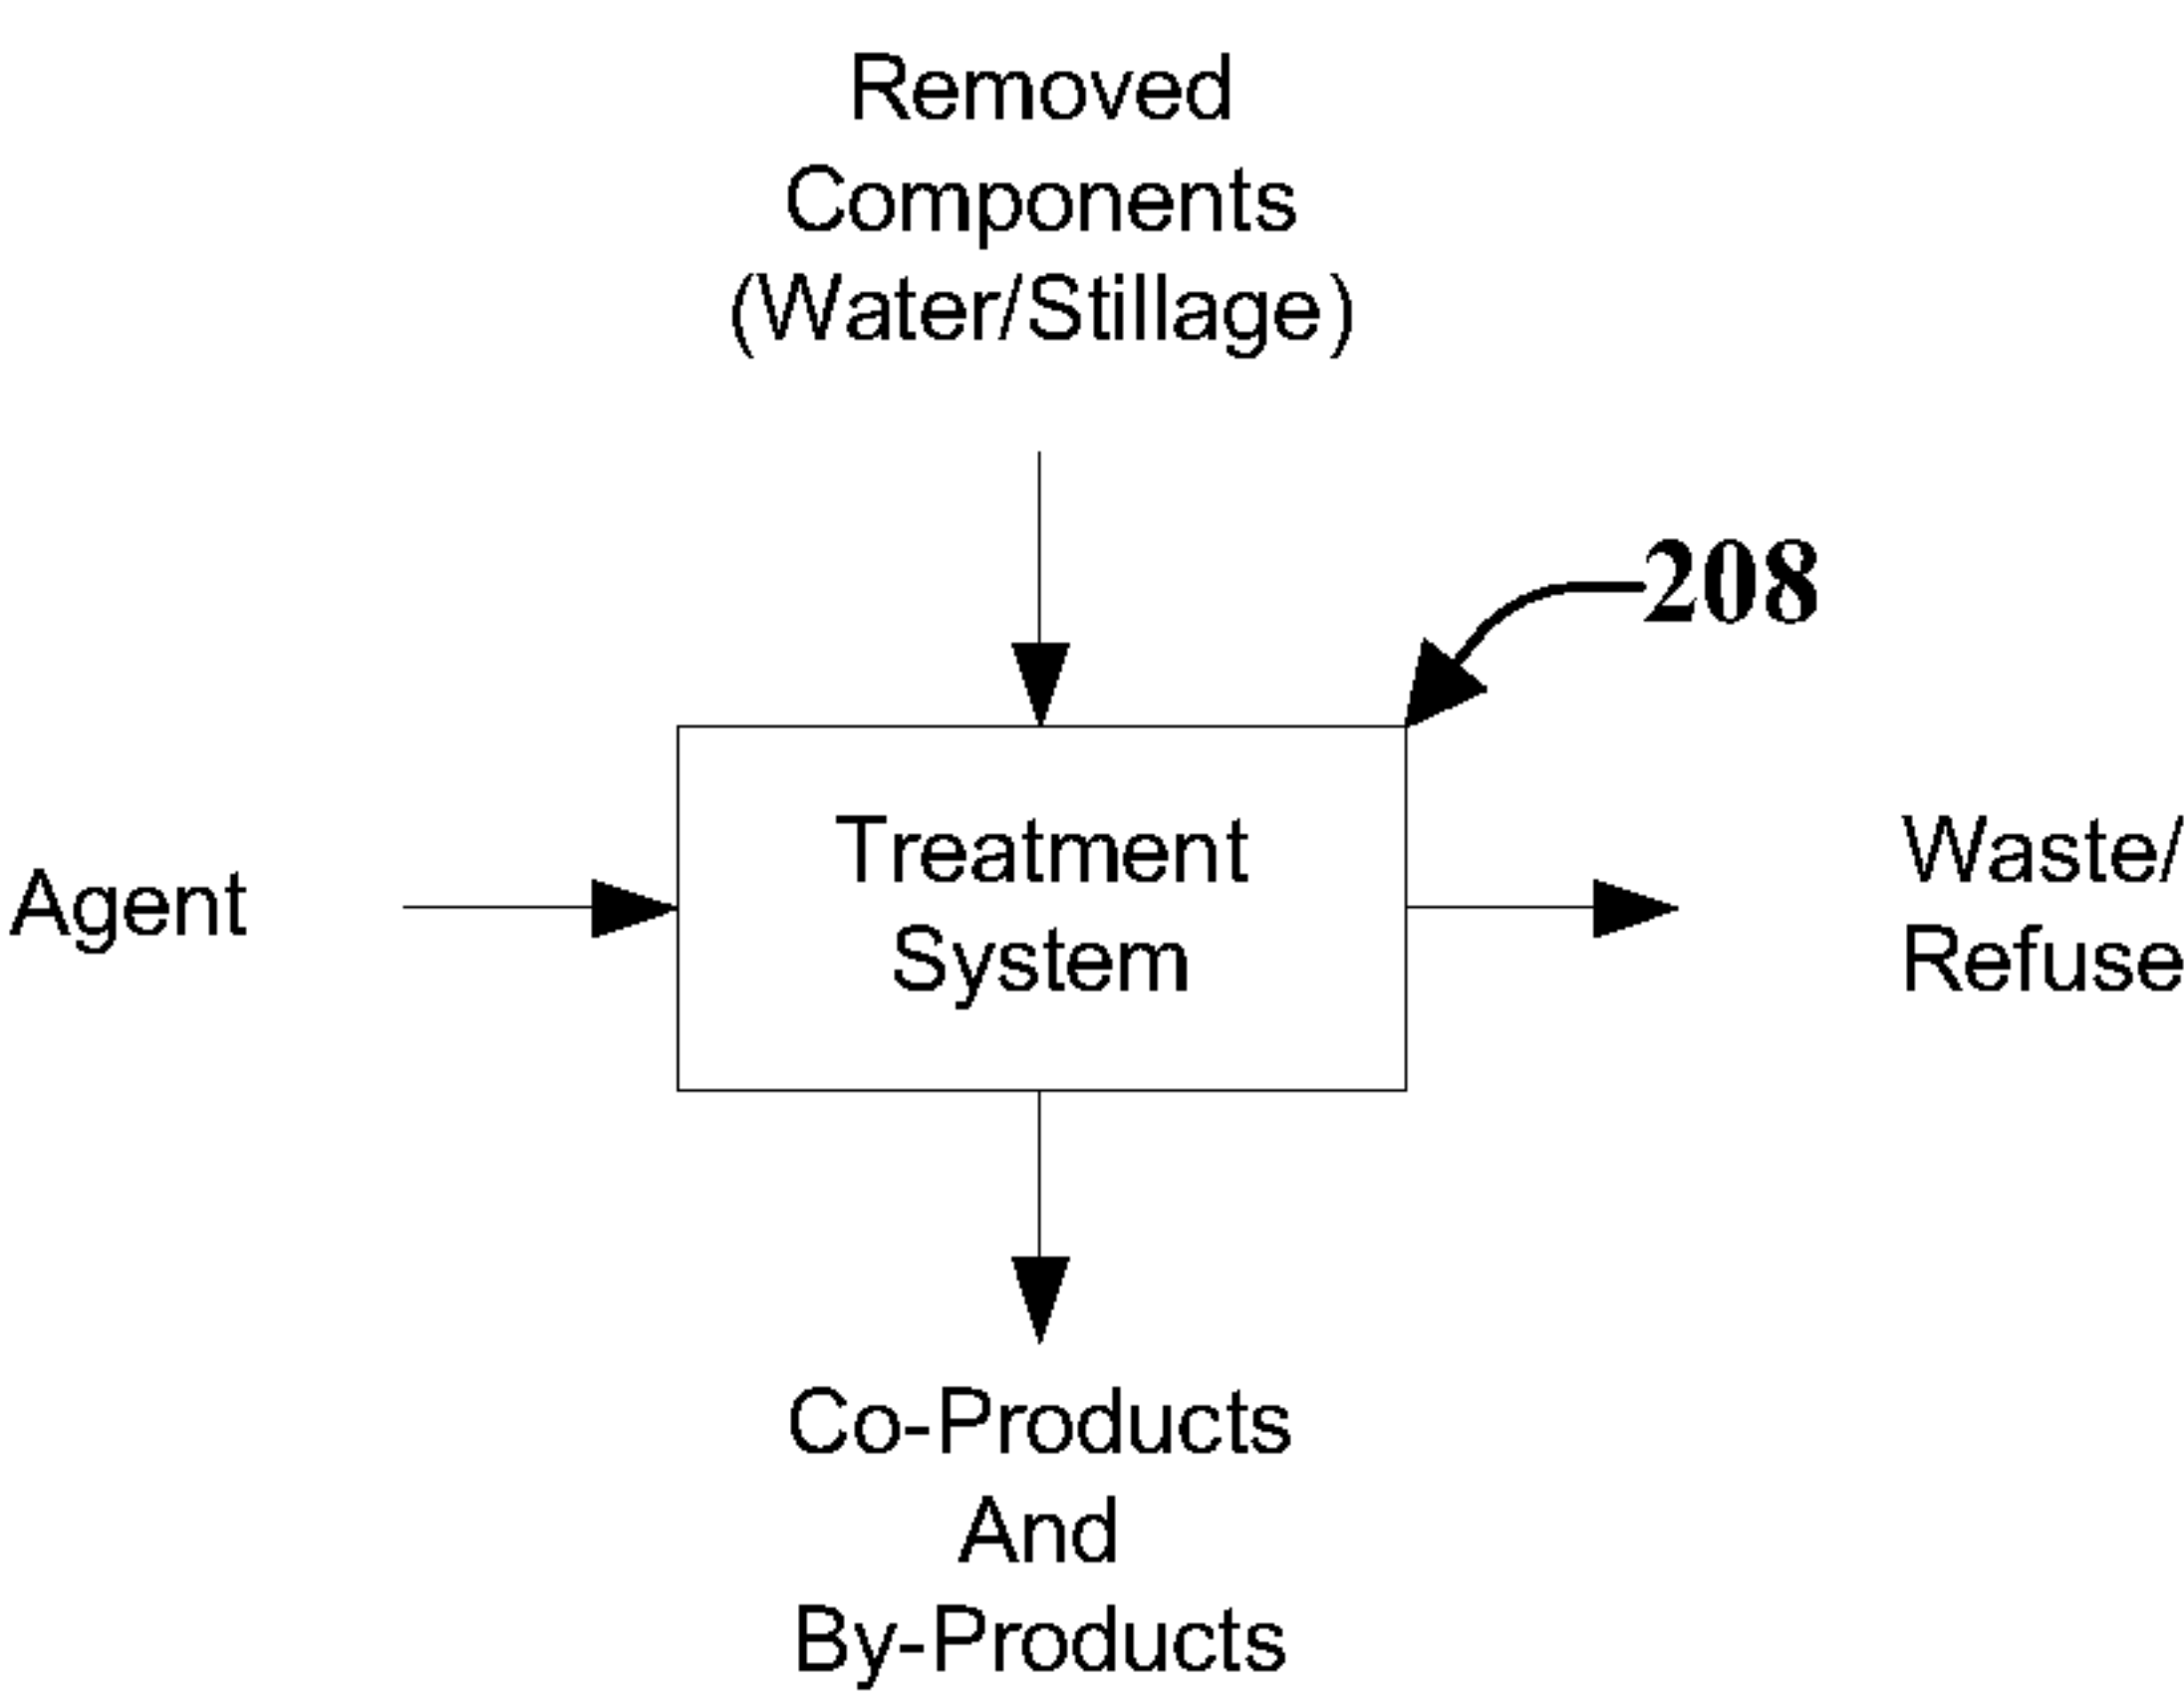 Removed
Components
(Water/Stillage)
208
Agent
Treatment
System
Waste/
Refuse
Co-Products
And
By-Products